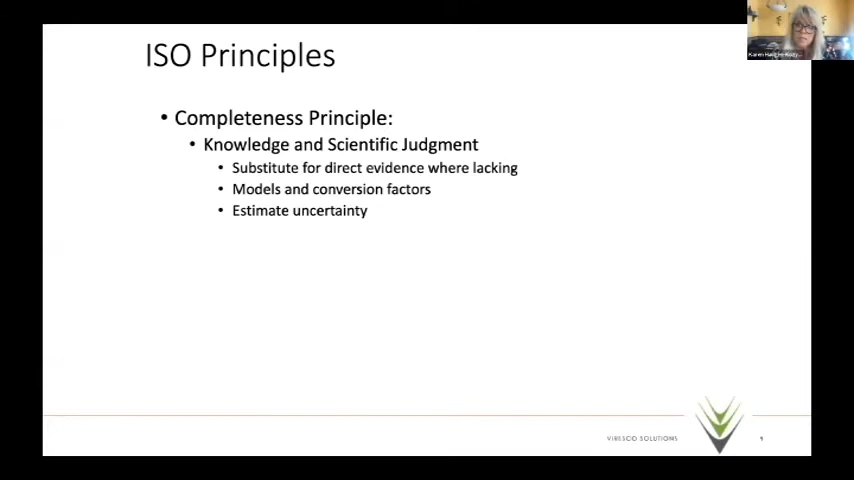 ISO Principles
• Completeness Principle:
• Knowledge and Scientific Judgment
• Substitute for direct evidence where lacking
• Models and conversion factors
• Estimate uncertainty
VIRESCO SOLUTIONS
Karen